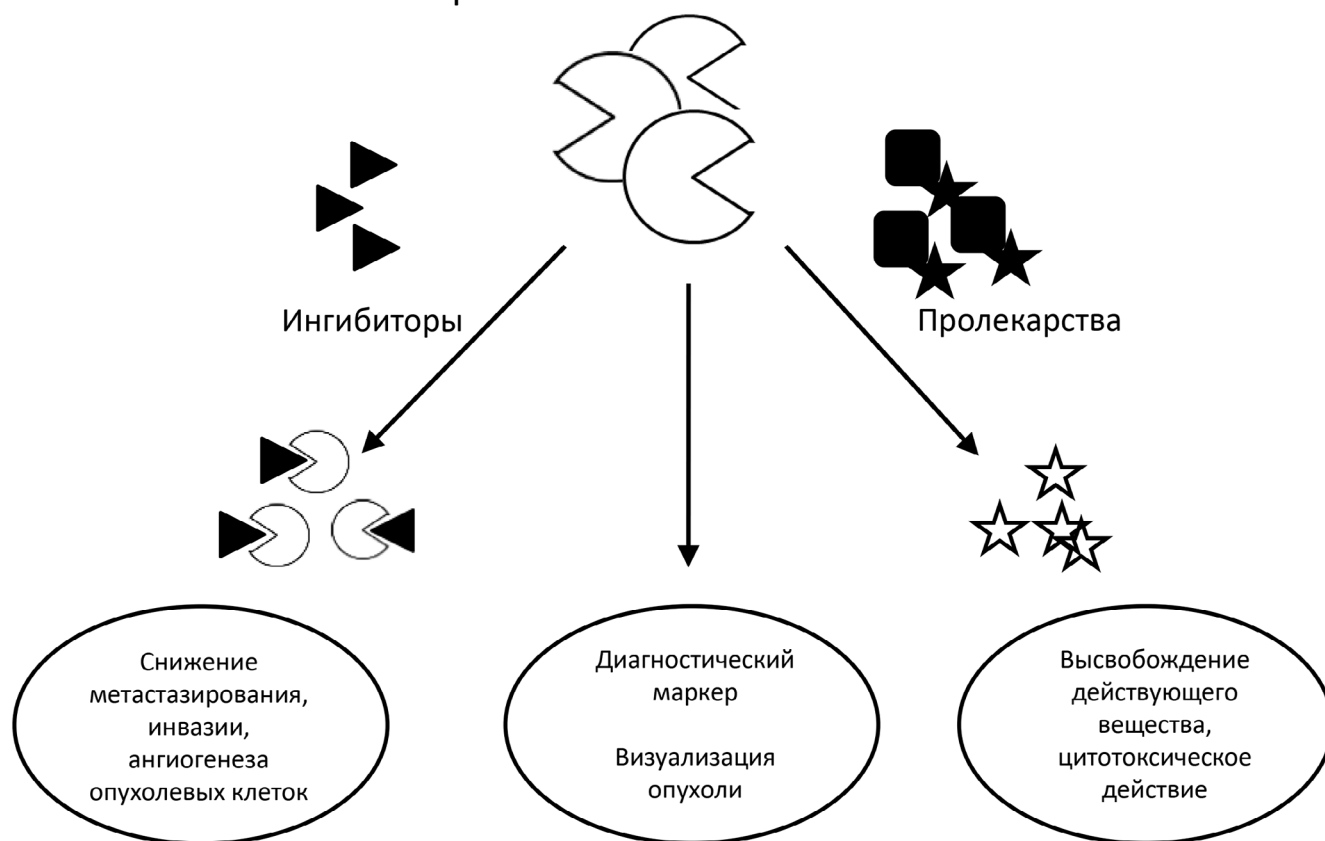 Ингибиторы
Пролекарства
Снижение
метастазирования,
инвазии,
ангиогенеза
опухолевых клеток
Диагностический
маркер
Визуализация
опухоли
Высвобождение
действующего
вещества,
цитотоксическое
действие